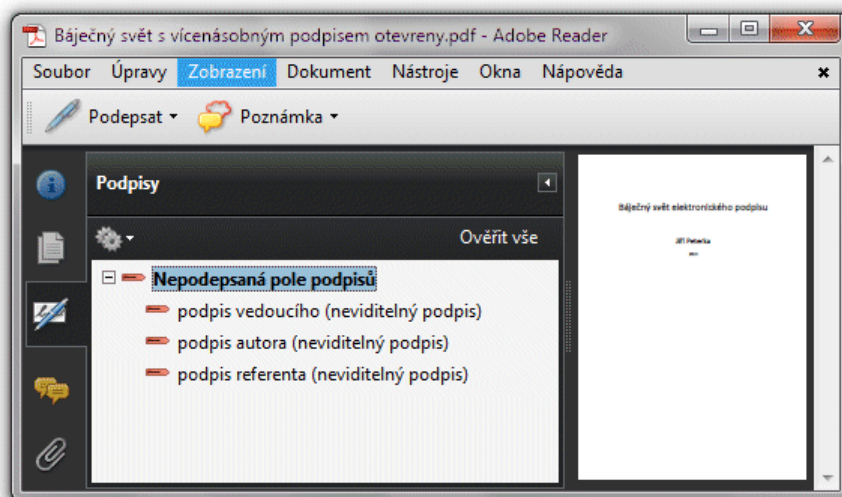 Báječný svět s vícenásobným podpisem otevreny.pdf - Adobe Reader
Soubor Úpravy Zobrazení Dokument Nástroje Okna Nápověda
Podepsat Poznámka
Podpisy
Ověřit vše
Nepodepsaná pole podpisů
podpis vedoucího (neviditelný podpis)
podpis autora (neviditelný podpis)
podpis referenta (neviditelný podpis)
Báječný svět elektronického podpisu
Jiří Peterka